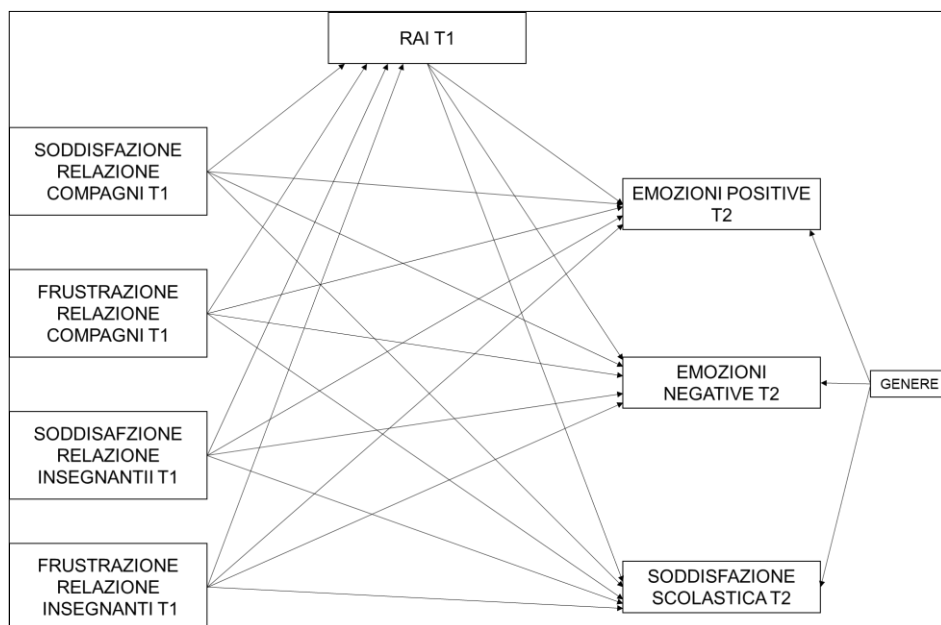 RAI T1
SODDISFAZIONE
RELAZIONE
COMPAGNI T1
EMOZIONI POSITIVE
T2
FRUSTRAZIONE
RELAZIONE
COMPAGNI T1
EMOZIONI
NEGATIVE T2
GENERE
SODDISAFZIONE
RELAZIONE
INSEGNANTII T1
FRUSTRAZIONE
RELAZIONE
INSEGNANTI T1
SODDISFAZIONE
SCOLASTICA T2